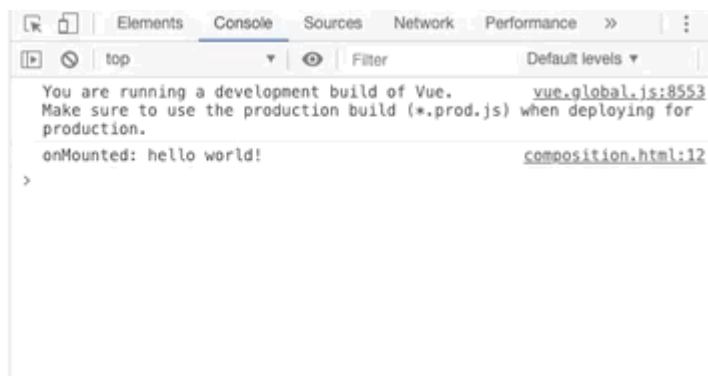 Elements Console Sources Network Performance »
top Filter Default levels
You are running a development build of Vue. vue.global.js:8553
Make sure to use the production build (*.prod.js) when deploying for
production.
onMounted: hello world! composition.html:12
>